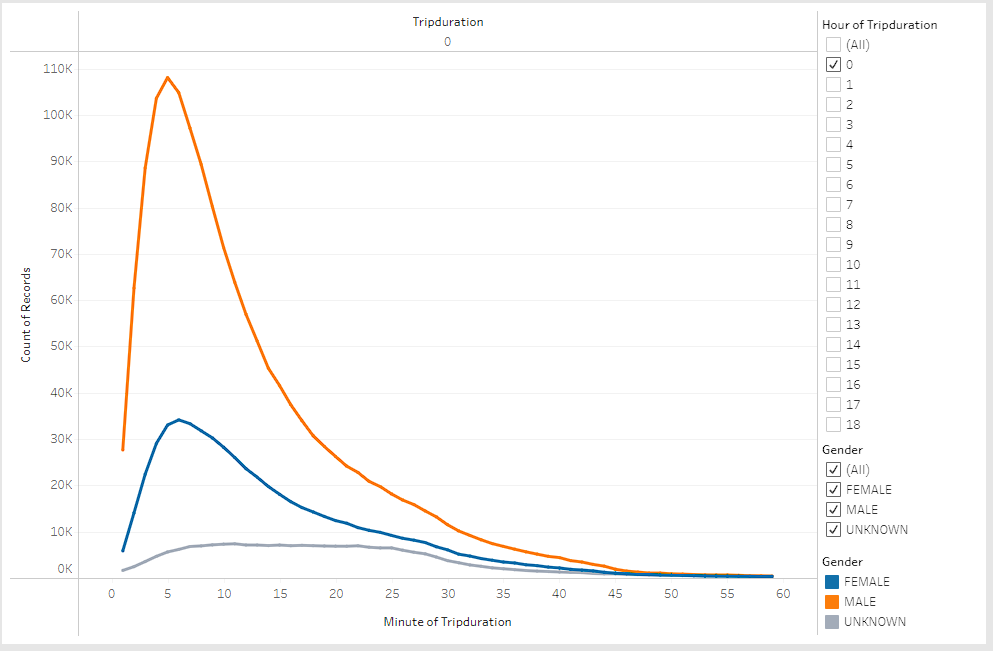 Tripduration
0
110K
100K
90K
80K
70K
60K
50K
40K
30K
20K
10K
0K
Count of Records
0 5 10 15 20 25 30 35 40 45 50 55 60
Minute of Tripduration
Hour of Tripduration
(All)
0
1
2
3
4
5
6
7
8
9
10
11
12
13
14
15
16
17
18
Gender
(All)
FEMALE
MALE
UNKNOWN
Gender
FEMALE
MALE
UNKNOWN